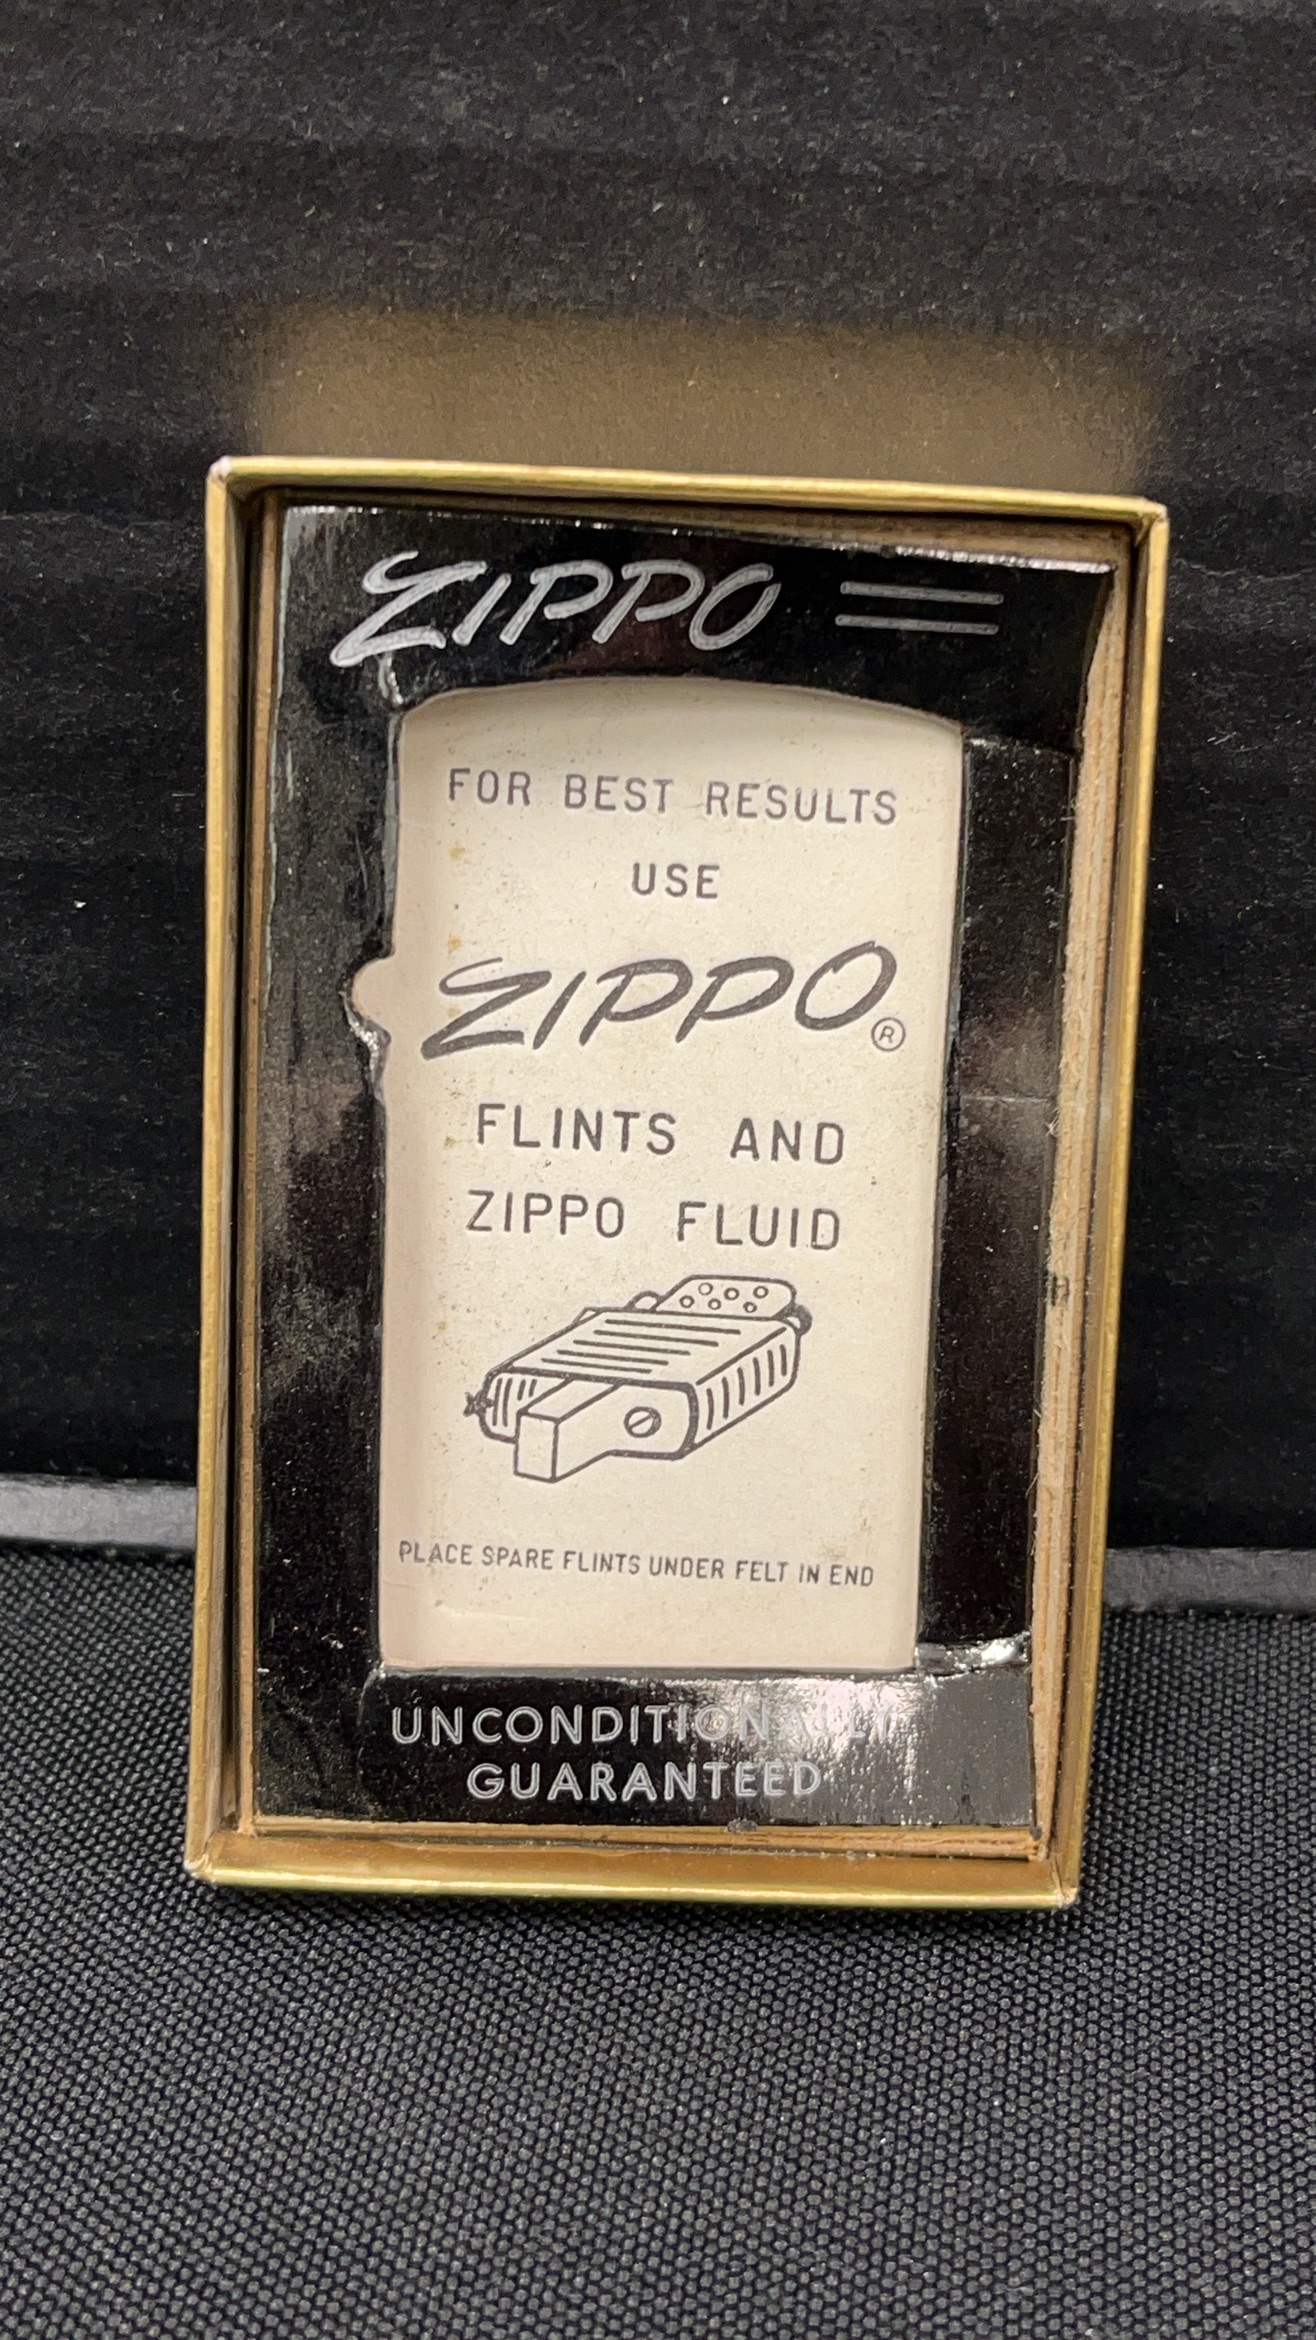 ZIPPO
FOR BEST RESULTS
USE
ZIPPO®
FLINTS AND
ZIPPO FLUID
PLACE SPARE FLINTS UNDER FELT IN END
UNCONDITIONALLY
GUARANTEED